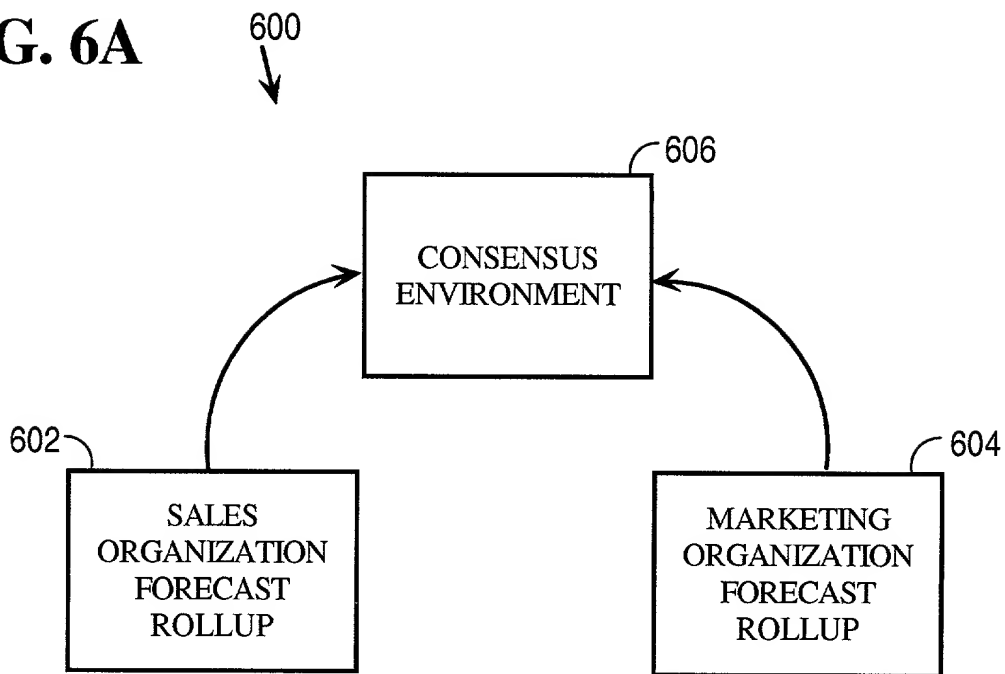 G. 6A
600
606
CONSENSUS
ENVIRONMENT
602
SALES
ORGANIZATION
FORECAST
ROLLUP
604
MARKETING
ORGANIZATION
FORECAST
ROLLUP